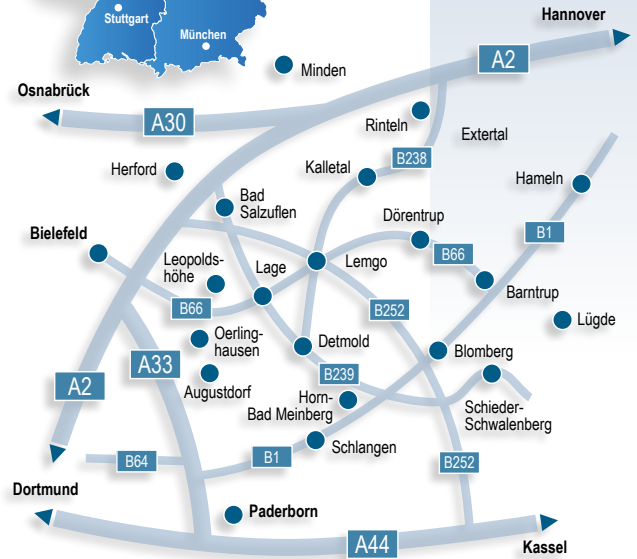 Stuttgart
München
Hannover
Minden
A2
Osnabrück
A30
Rinteln
Extertal
B238
Herford
Kalletal
Hameln
Bad
Salzuflen
Dörentrup
Bielefeld
B1
Leopolds-
höhe
Lage
Lemgo
B66
Barntrup
B66
B252
Lügde
Oerling-
hausen
Detmold
Blomberg
A33
B239
A2
Augustdorf
Horn-
Bad Meinberg
Schieder-
Schwalenberg
Schlangen
B64
B1
B252
Dortmund
Paderborn
A44
Kassel